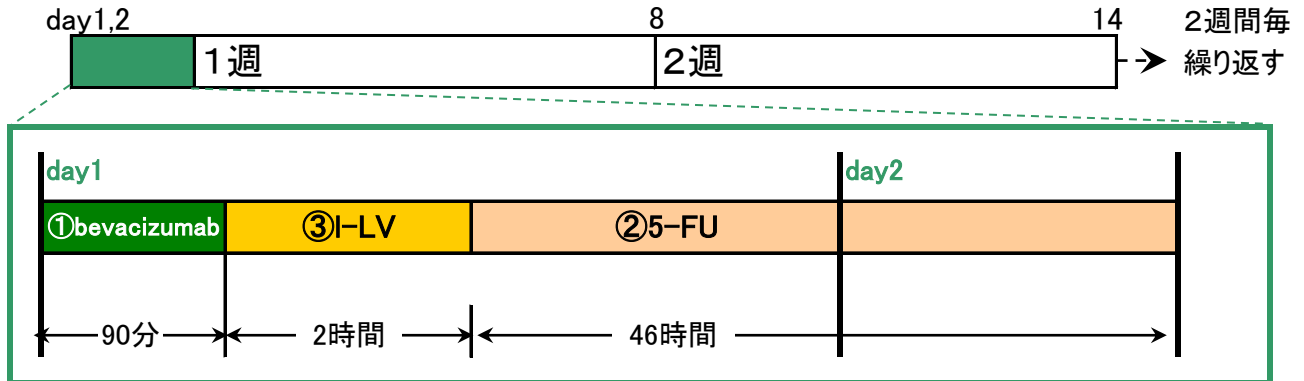 day1,2 8 14 2週間毎
1週 2週 繰り返す
day1 day2
①bevacizumab ③l-LV ②5-FU
90分 2時間 46時間